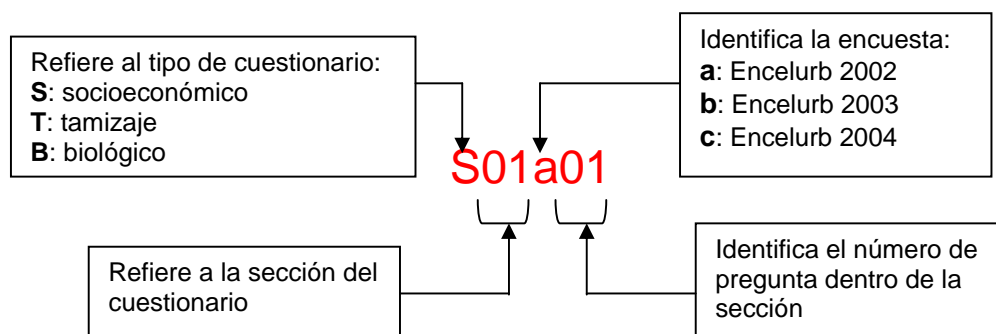 Refiere al tipo de cuestionario:
S: socioeconómico
T: tamizaje
B: biológico
Identifica la encuesta:
a: Encelurb 2002
b: Encelurb 2003
c: Encelurb 2004
S01a01
Refiere a la sección del
cuestionario
Identifica el número de
pregunta dentro de la
sección